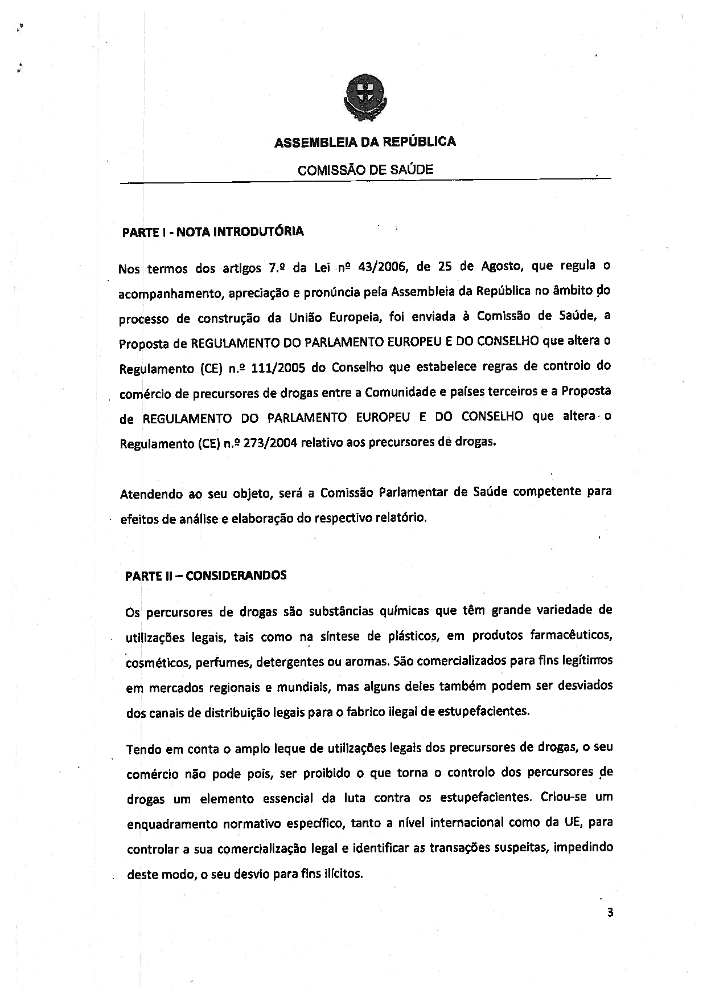 ASSEMBLEIA DA REPÚBLICA
COMISSÃO DE SAÚDE
PARTE I - NOTA INTRODUTÓRIA
Nos termos dos artigos 7.º da Lei nº 43/2006, de 25 de Agosto, que regula o
acompanhamento, apreciação e pronúncia pela Assembleia da República no âmbito do
processo de construção da União Europeia, foi enviada à Comissão de Saúde, a
Proposta de REGULAMENTO DO PARLAMENTO EUROPEU E DO CONSELHO que altera o
Regulamento (CE) n.º 111/2005 do Conselho que estabelece regras de controlo do
comércio de precursores de drogas entre a Comunidade e países terceiros e a Proposta
de REGULAMENTO DO PARLAMENTO EUROPEU E DO CONSELHO que altera o
Regulamento (CE) n.º 273/2004 relativo aos precursores de drogas.
Atendendo ao seu objeto, será a Comissão Parlamentar de Saúde competente para
efeitos de análise e elaboração do respectivo relatório.
PARTE II – CONSIDERANDOS
Os percursores de drogas são substâncias químicas que têm grande variedade de
utilizações legais, tais como na síntese de plásticos, em produtos farmacêuticos,
cosméticos, perfumes, detergentes ou aromas. São comercializados para fins legítimos
em mercados regionais e mundiais, mas alguns deles também podem ser desviados
dos canais de distribuição legais para o fabrico ilegal de estupefacientes.
Tendo em conta o amplo leque de utilizações legais dos precursores de drogas, o seu
comércio não pode pois, ser proibido o que torna o controlo dos percursores de
drogas um elemento essencial da luta contra os estupefacientes. Criou-se um
enquadramento normativo específico, tanto a nível internacional como da UE, para
controlar a sua comercialização legal e identificar as transações suspeitas, impedindo
deste modo, o seu desvio para fins ilícitos.
3